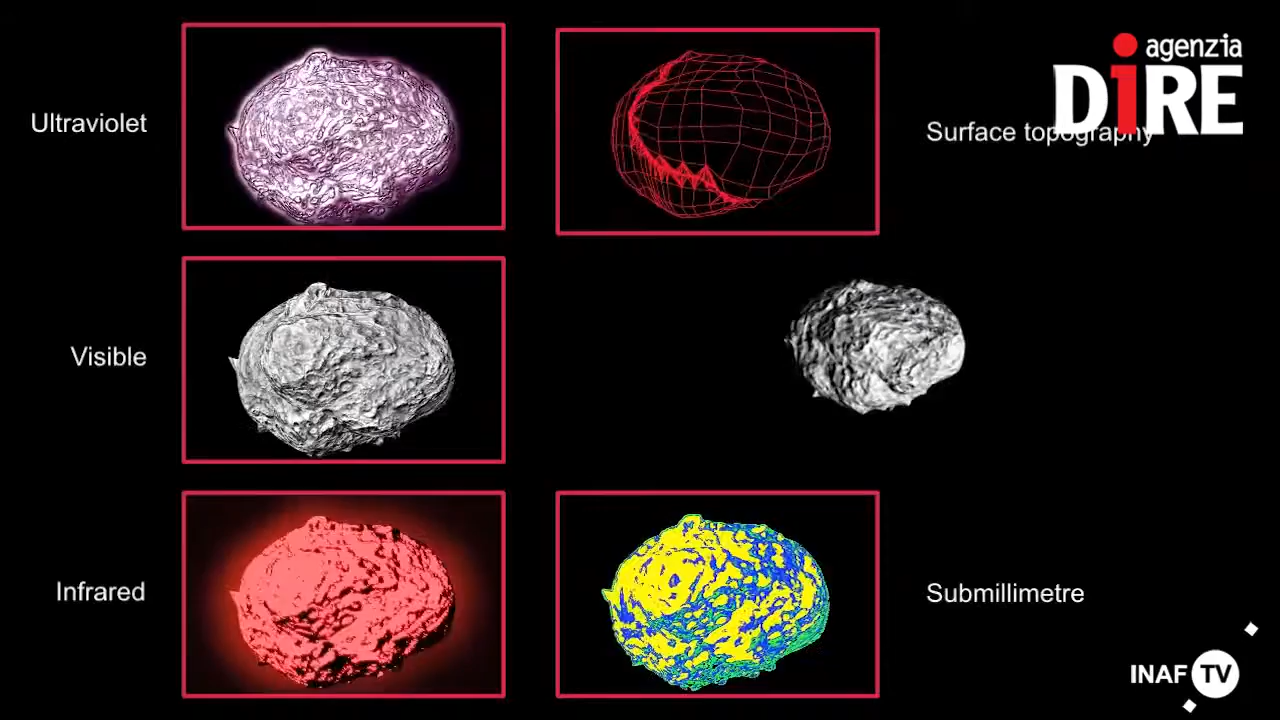 agenzia
DiRE
Ultraviolet
Surface topography
Visible
Infrared
Submillimetre
INAF TV